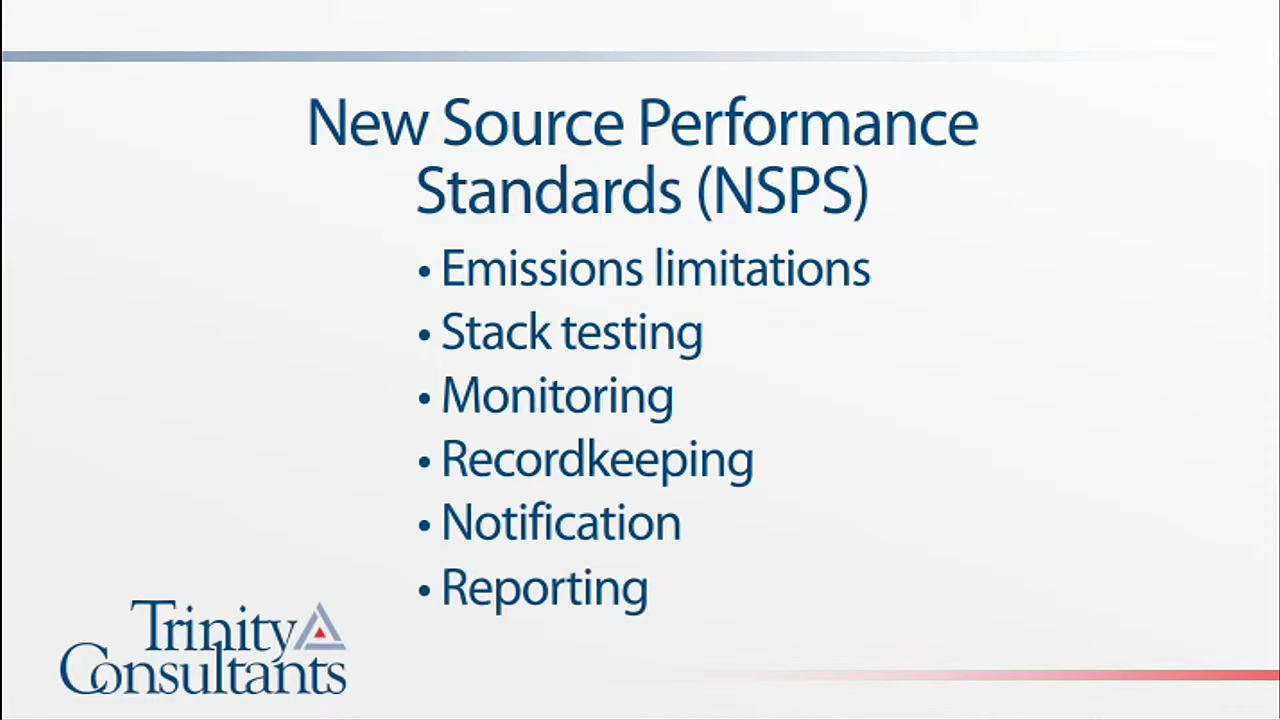 New Source Performance
Standards (NSPS)
• Emissions limitations
• Stack testing
• Monitoring
• Recordkeeping
• Notification
• Reporting
Trinity
Consultants